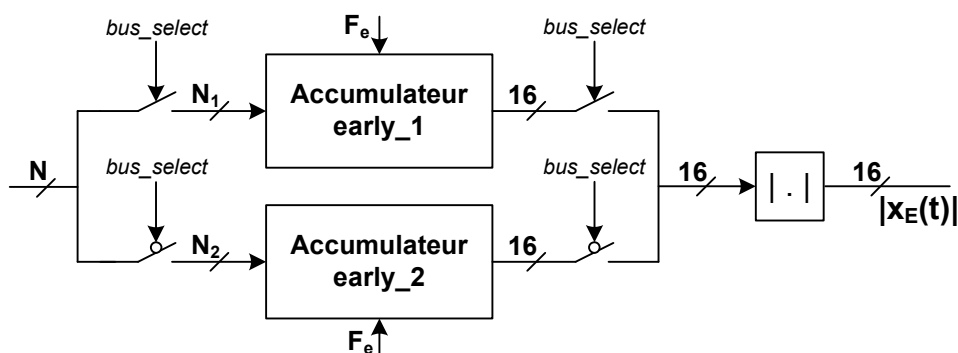 bus_select
F_e
bus_select
N_1
Accumulateur
early_1
16
N
bus_select
bus_select
16
| . |
16
|x_E(t)|
N_2
Accumulateur
early_2
16
F_e